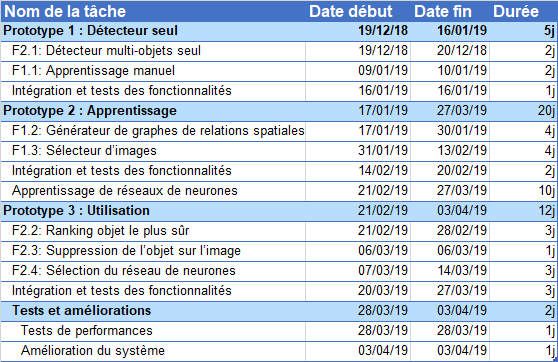 Nom de la tâche Date début Date fin Durée
Prototype 1 : Détecteur seul 19/12/18 16/01/19 5j
F2.1: Détecteur multi-objets seul 19/12/18 20/12/18 2j
F1.1: Apprentissage manuel 09/01/19 10/01/19 2j
Intégration et tests des fonctionnalités 16/01/19 16/01/19 1j
Prototype 2 : Apprentissage 17/01/19 27/03/19 20j
F1.2: Générateur de graphes de relations spatiales 17/01/19 30/01/19 4j
F1.3: Sélecteur d'images 31/01/19 13/02/19 4j
Intégration et tests des fonctionnalités 14/02/19 20/02/19 2j
Apprentissage de réseaux de neurones 21/02/19 27/03/19 10j
Prototype 3 : Utilisation 21/02/19 03/04/19 12j
F2.2: Ranking objet le plus sûr 21/02/19 28/02/19 3j
F2.3: Suppression de l'objet sur l'image 06/03/19 06/03/19 1j
F2.4: Sélection du réseau de neurones 07/03/19 14/03/19 3j
Intégration et tests des fonctionnalités 20/03/19 27/03/19 3j
Tests et améliorations 28/03/19 03/04/19 2j
Tests de performances 28/03/19 28/03/19 1j
Amélioration du système 03/04/19 03/04/19 1j